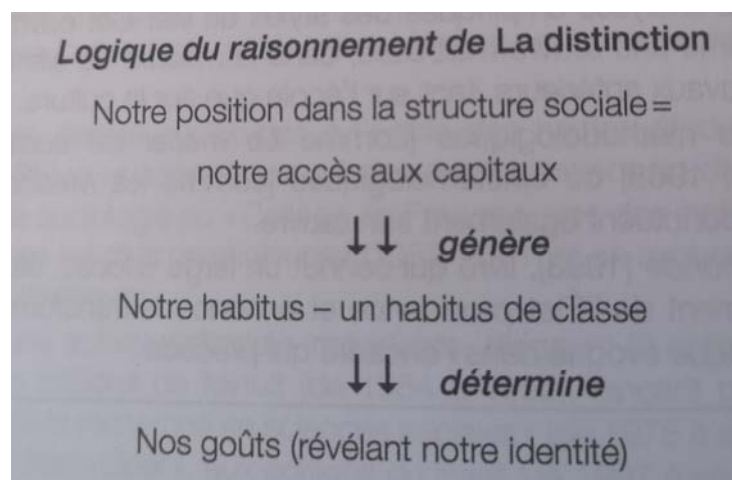 Logique du raisonnement de La distinction
Notre position dans la structure sociale =
notre accès aux capitaux
↓↓ génère
Notre habitus – un habitus de classe
↓↓ détermine
Nos goûts (révélant notre identité)